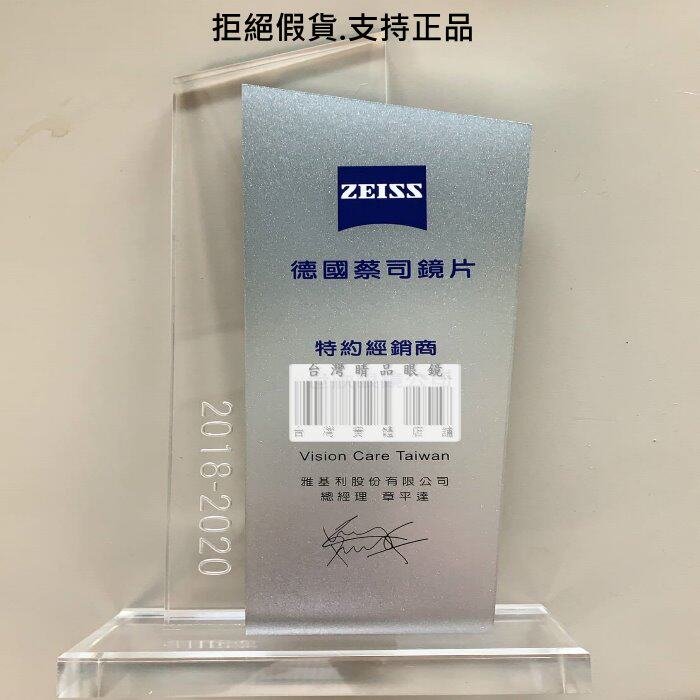 拒絕假貨.支持正品
ZEISS
德國蔡司鏡片
特約經銷商
台灣晴品眼鏡
Vision Care Taiwan
雅基利股份有限公司
總經理 章平達
2018-2020